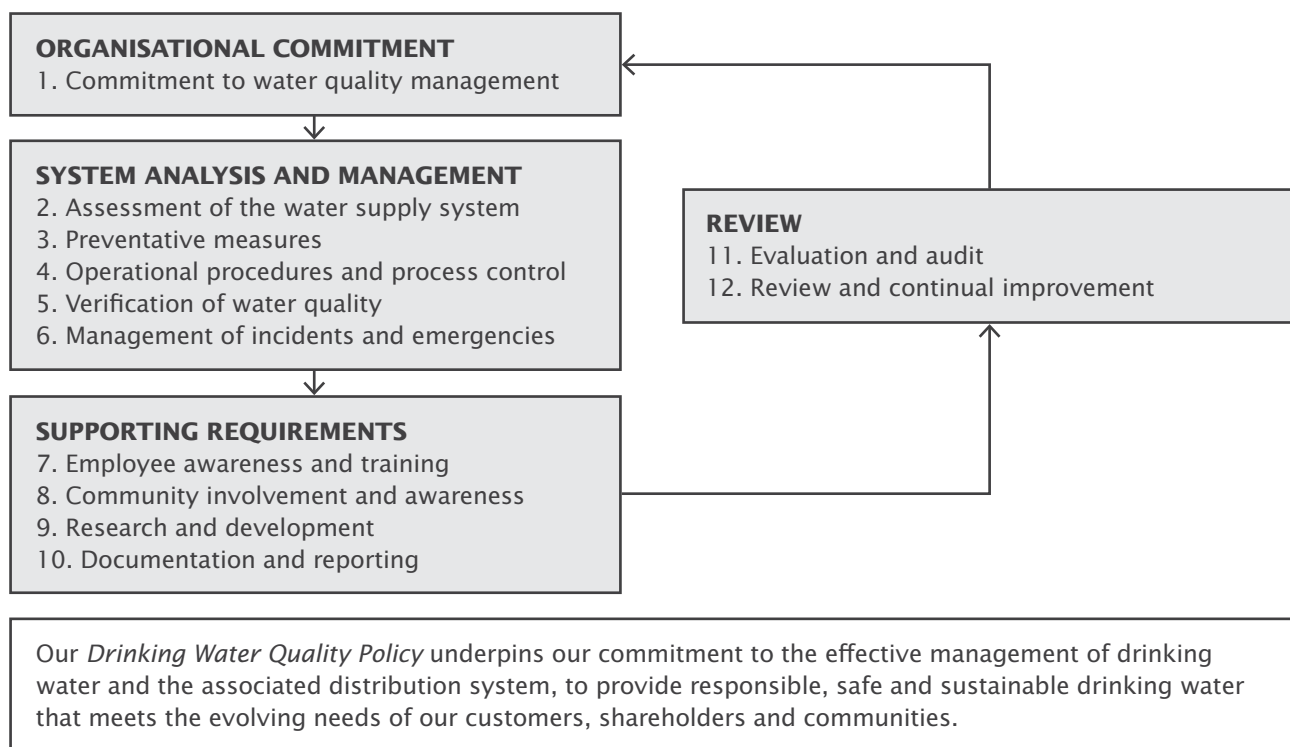 ORGANISATIONAL COMMITMENT
1. Commitment to water quality management
SYSTEM ANALYSIS AND MANAGEMENT
2. Assessment of the water supply system
3. Preventative measures
4. Operational procedures and process control
5. Verification of water quality
6. Management of incidents and emergencies
SUPPORTING REQUIREMENTS
7. Employee awareness and training
8. Community involvement and awareness
9. Research and development
10. Documentation and reporting
REVIEW
11. Evaluation and audit
12. Review and continual improvement
Our Drinking Water Quality Policy underpins our commitment to the effective management of drinking
water and the associated distribution system, to provide responsible, safe and sustainable drinking water
that meets the evolving needs of our customers, shareholders and communities.